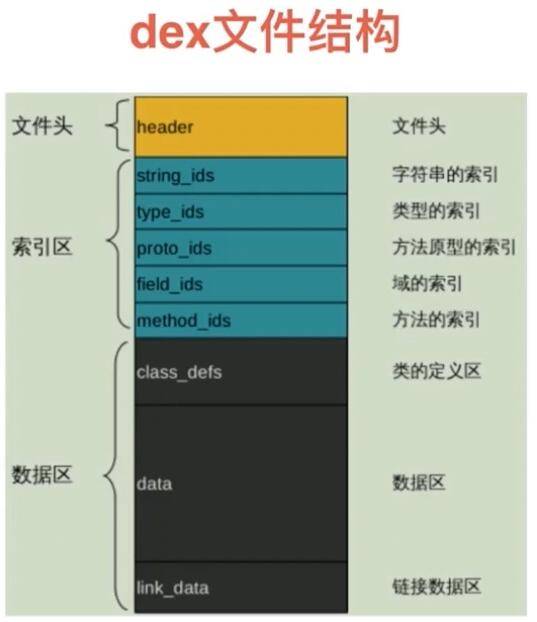 dex文件结构
文件头 header 文件头
string_ids 字符串的索引
type_ids 类型的索引
索引区 proto_ids 方法原型的索引
field_ids 域的索引
method_ids 方法的索引
class_defs 类的定义区
数据区 data 数据区
link_data 链接数据区